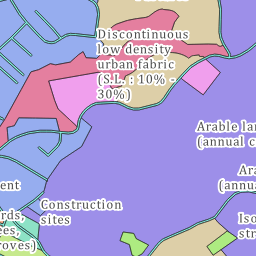 Discontinuous
low density
urban fabric
(S.L. : 10% -
30%)
Arable lan
(annual c
Ara
(annua
ent
Construction
sites
rds,
ees,
roves)
Iso
str